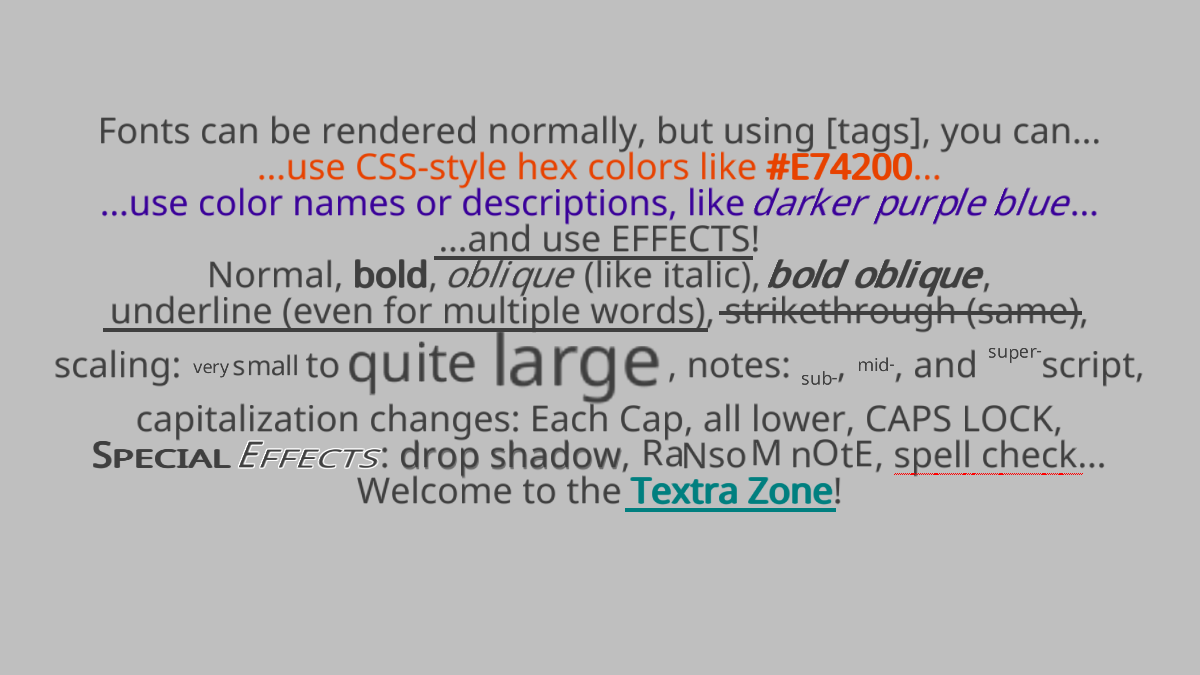 Fonts can be rendered normally, but using [tags], you can...
...use CSS-style hex colors like #E74200...
...use color names or descriptions, like darker purple blue...
...and use EFFECTS!
Normal, bold, oblique (like italic), bold oblique,
underline (even for multiple words), strikethrough (same),
scaling: very small to quite large, notes: sub-, mid-, and super-script,
capitalization changes: Each Cap, all lower, CAPS LOCK,
SPECIAL EFFECTS: drop shadow, RaNsoM nOtE, spell check...
Welcome to the Textra Zone!